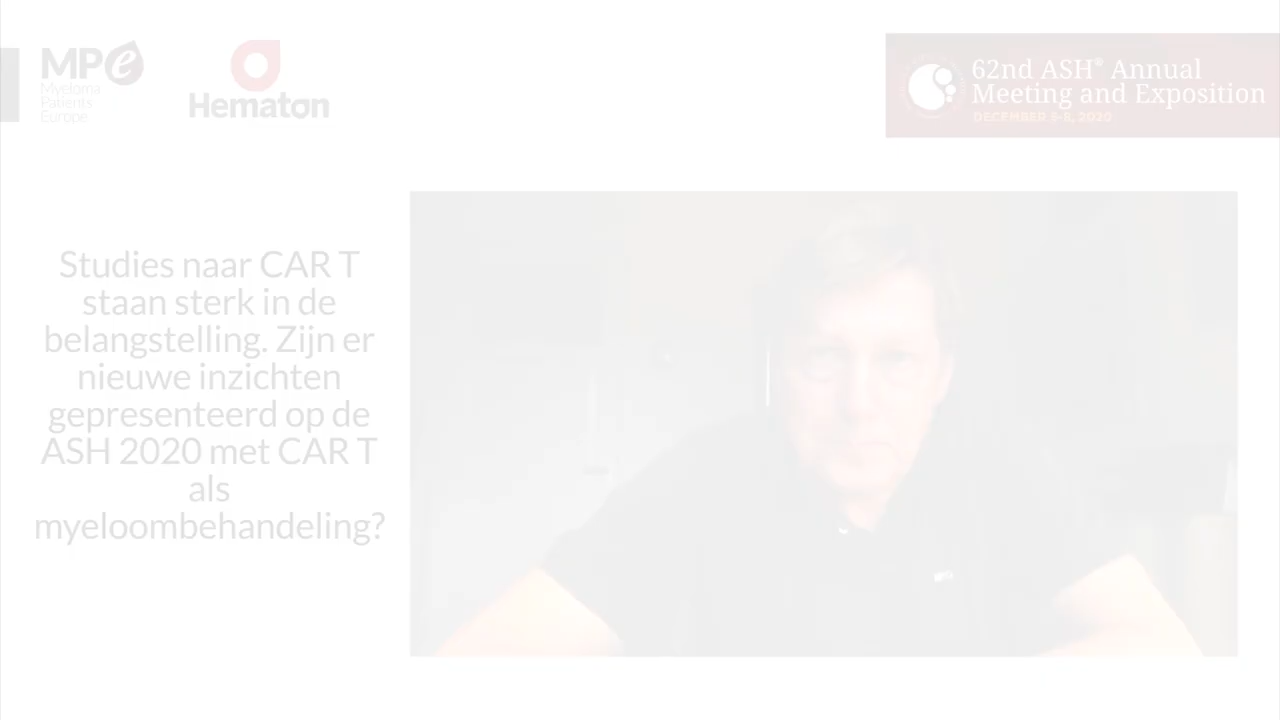 MPe
Myeloma
Patients
Europe
Hematon
62nd ASH® Annual
Meeting and Exposition
DECEMBER 5-8, 2020
Studies naar CAR T
staan sterk in de
belangstelling. Zijn er
nieuwe inzichten
gepresenteerd op de
ASH 2020 met CAR T
als
myeloombehandeling?